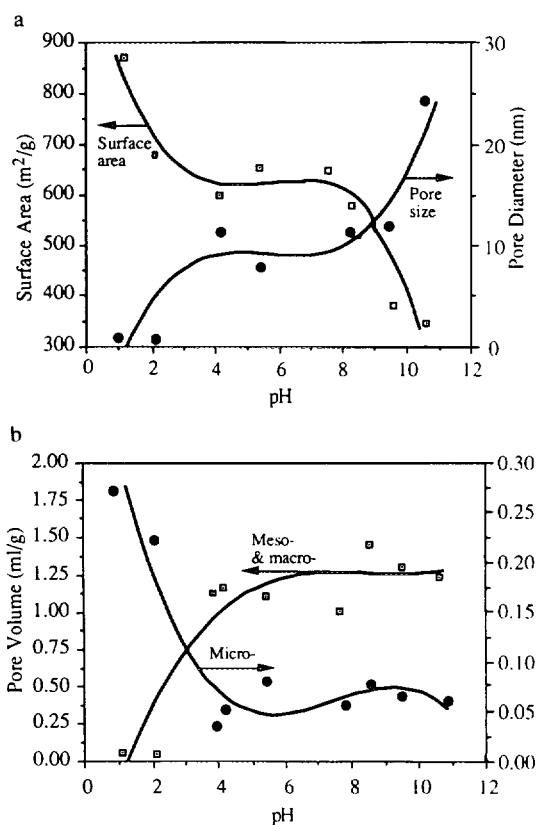 a
900
800
700
600
500
400
300
Surface Area (m²/g)
Surface
area
30
20
10
0
Pore Diameter (nm)
Pore
size
0 2 4 6 8 10 12
pH
b
2.00
1.75
1.50
1.25
1.00
0.75
0.50
0.25
0.00
Pore Volume (ml/g)
Meso-
& macro-
Micro-
0.30
0.25
0.20
0.15
0.10
0.05
0.00
0 2 4 6 8 10 12
pH